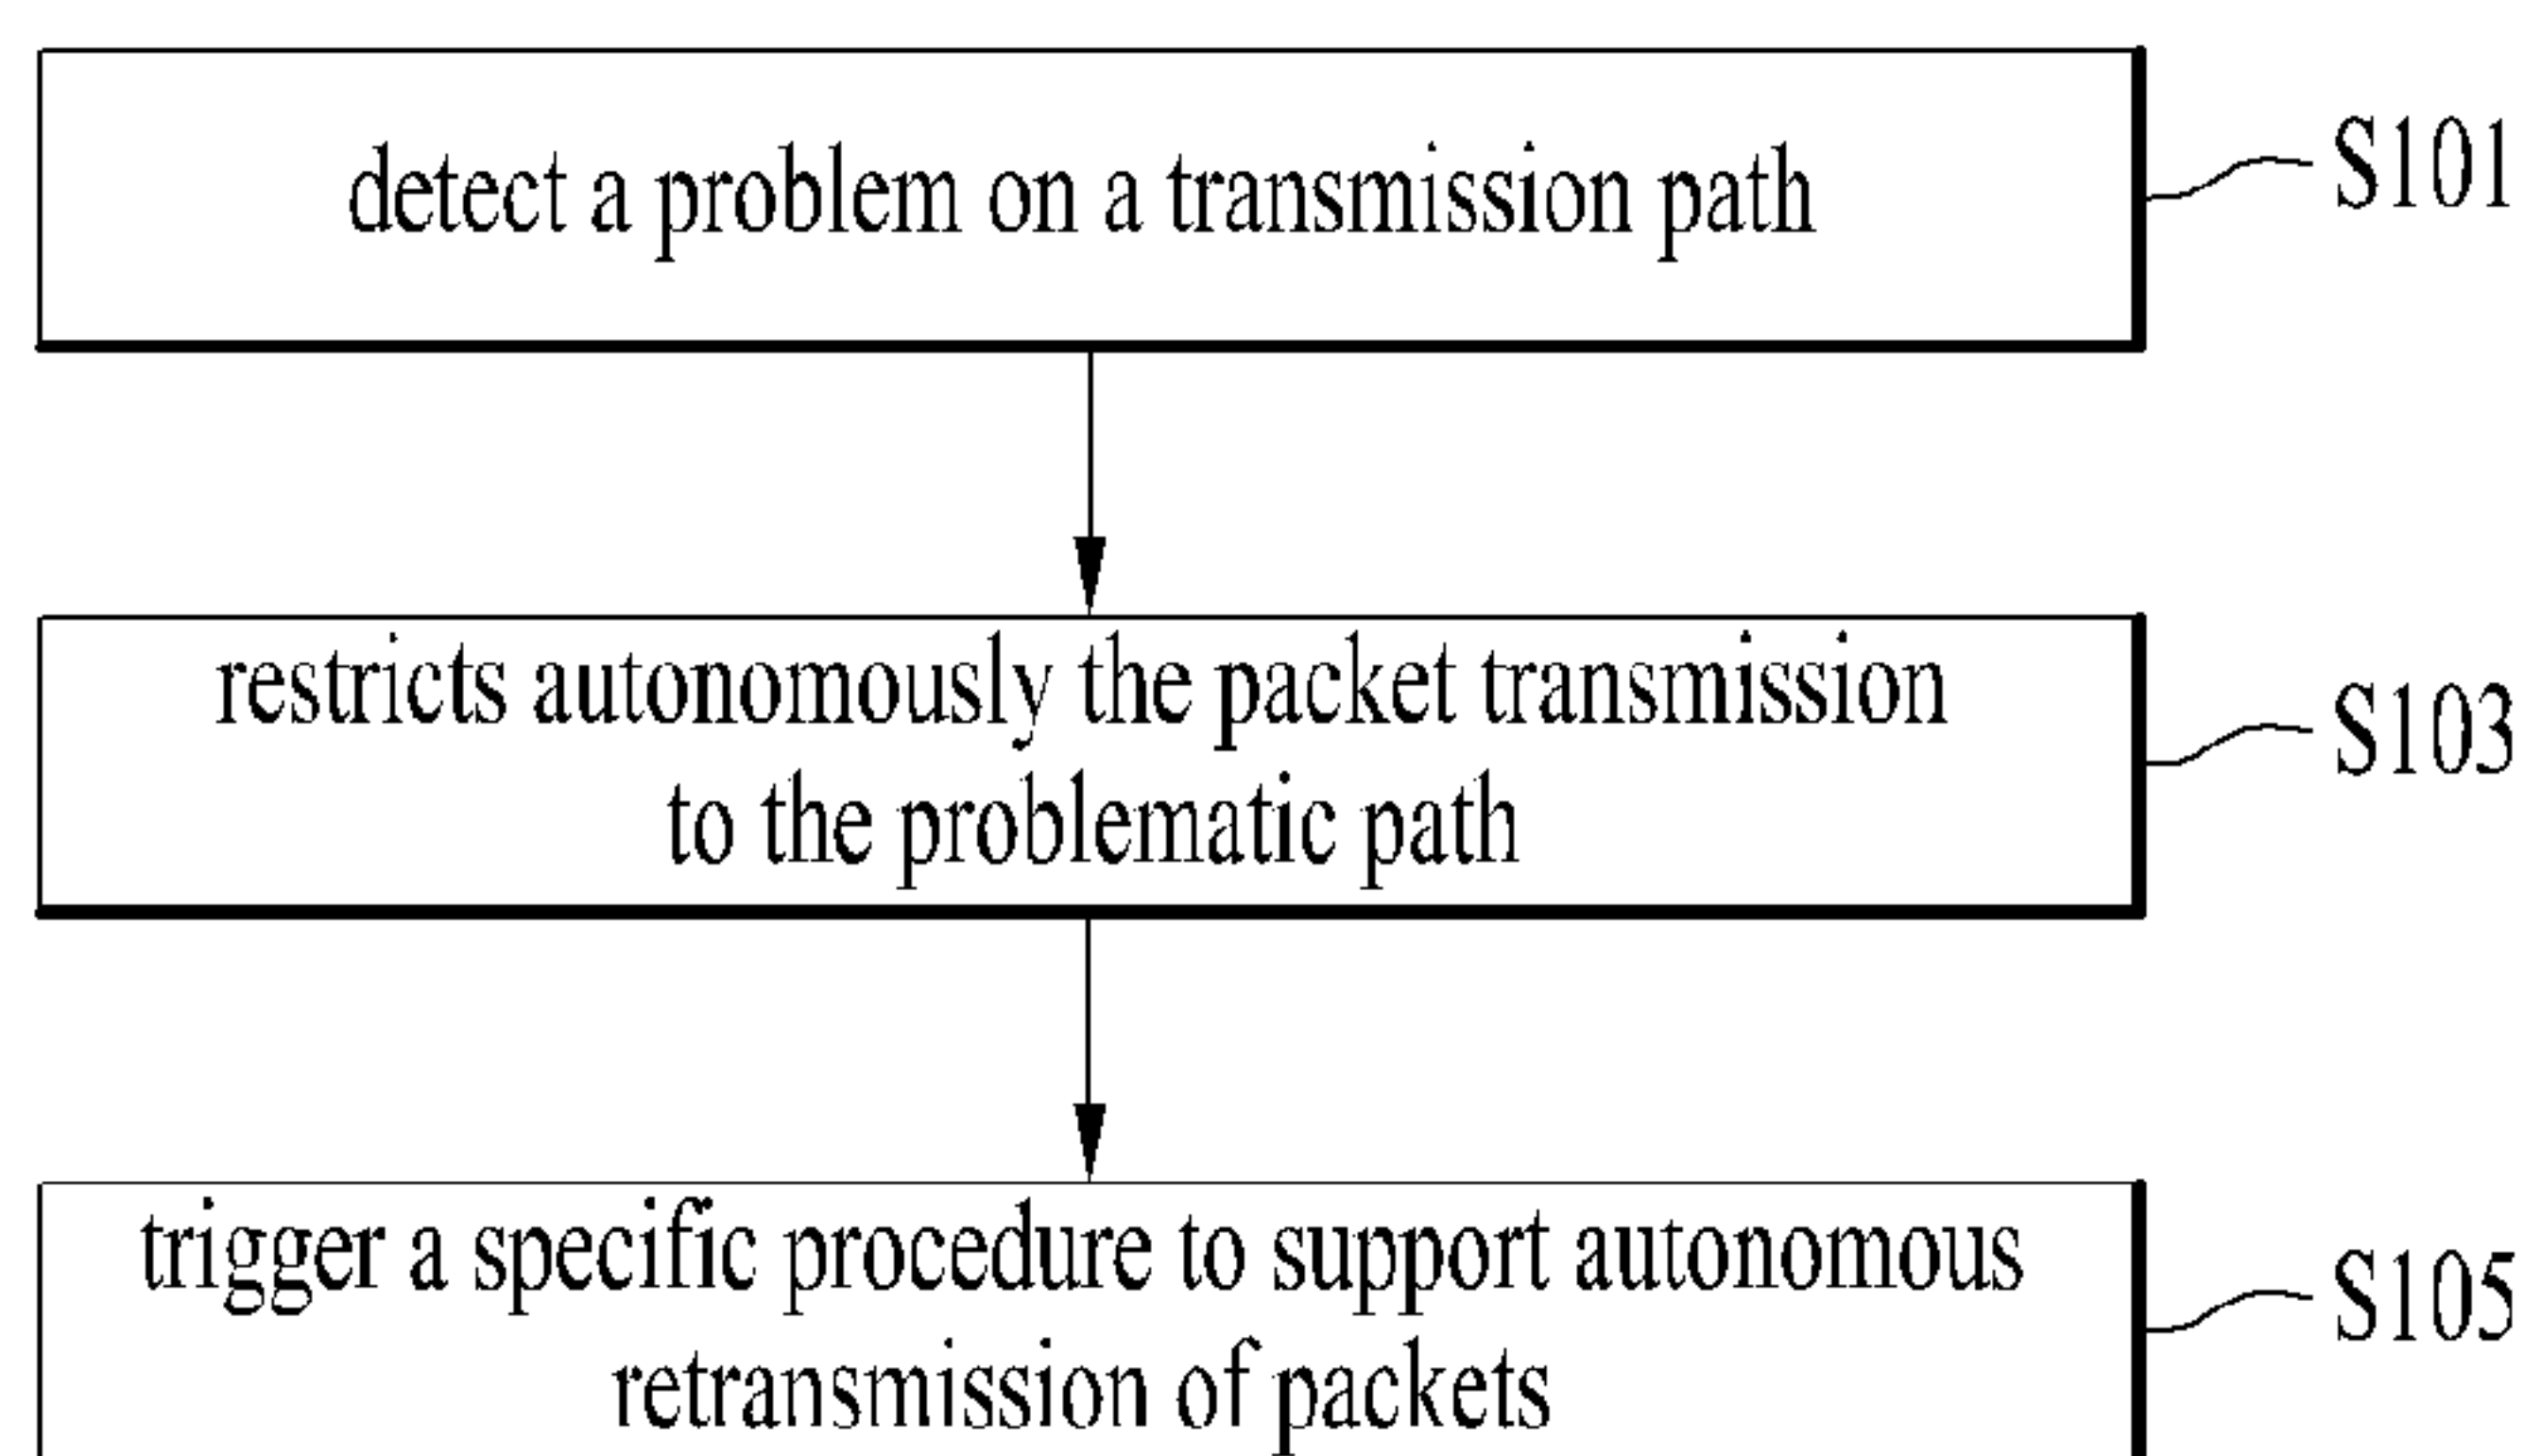 detect a problem on a transmission path
S101
restricts autonomously the packet transmission
to the problematic path
S103
trigger a specific procedure to support autonomous
retransmission of packets
S105